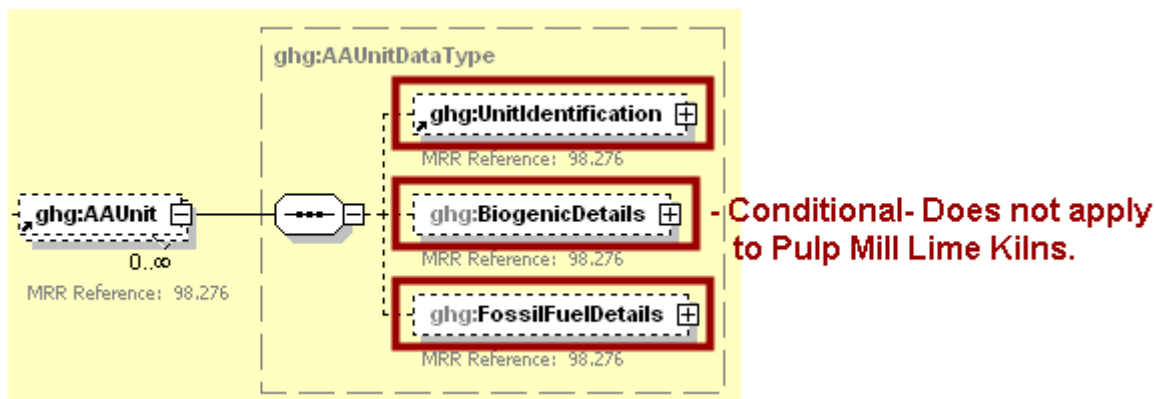 ghg:AAUnitDataType
ghg:UnitIdentification
MRR Reference: 98.276
ghg:AAUnit
0..∞
MRR Reference: 98.276
ghg:BiogenicDetails
MRR Reference: 98.276
- Conditional- Does not apply
to Pulp Mill Lime Kilns.
ghg:FossilFuelDetails
MRR Reference: 98.276